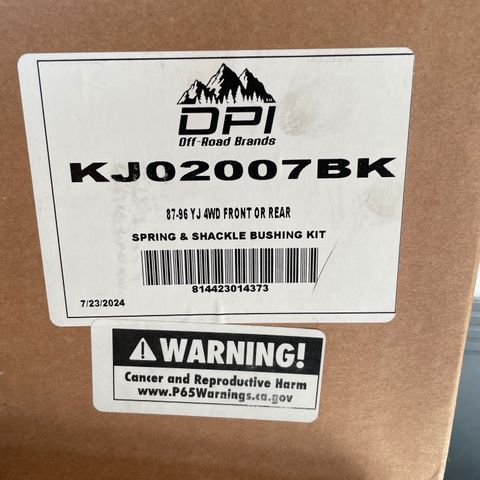 DPI
Off-Road Brands
KJ02007BK
87-96 YJ 4WD FRONT OR REAR
SPRING & SHACKLE BUSHING KIT
814423014373
7/23/2024
WARNING!
Cancer and Reproductive Harm
www.P65Warnings.ca.gov